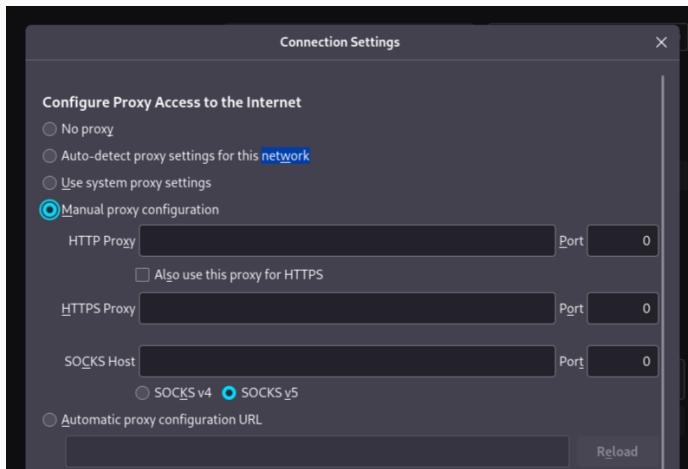 Connection Settings
Configure Proxy Access to the Internet
No proxy
Auto-detect proxy settings for this network
Use system proxy settings
Manual proxy configuration
HTTP Proxy Port 0
Also use this proxy for HTTPS
HTTPS Proxy Port 0
SOCKS Host Port 0
SOCKS v4 SOCKS v5
Automatic proxy configuration URL
Reload